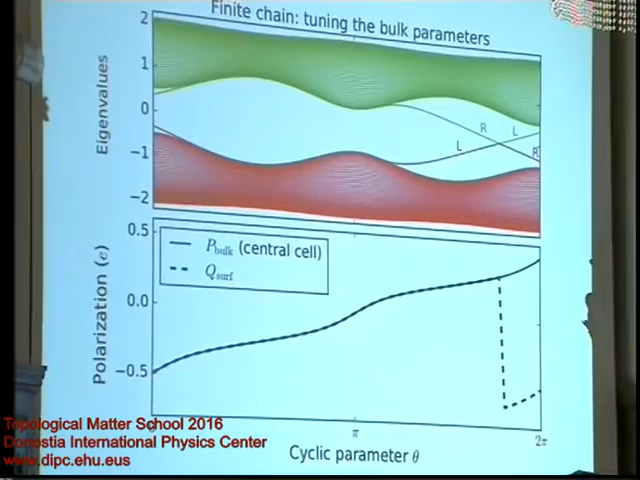 Finite chain: tuning the bulk parameters
2
1
0
−1
−2
Eigenvalues
R
L
L
R
0.5
0.0
−0.5
Polarization (e)
P_bulk (central cell)
Q_surf
π
2π
Cyclic parameter θ
Topological Matter School 2016
Donostia International Physics Center
www.dipc.ehu.eus